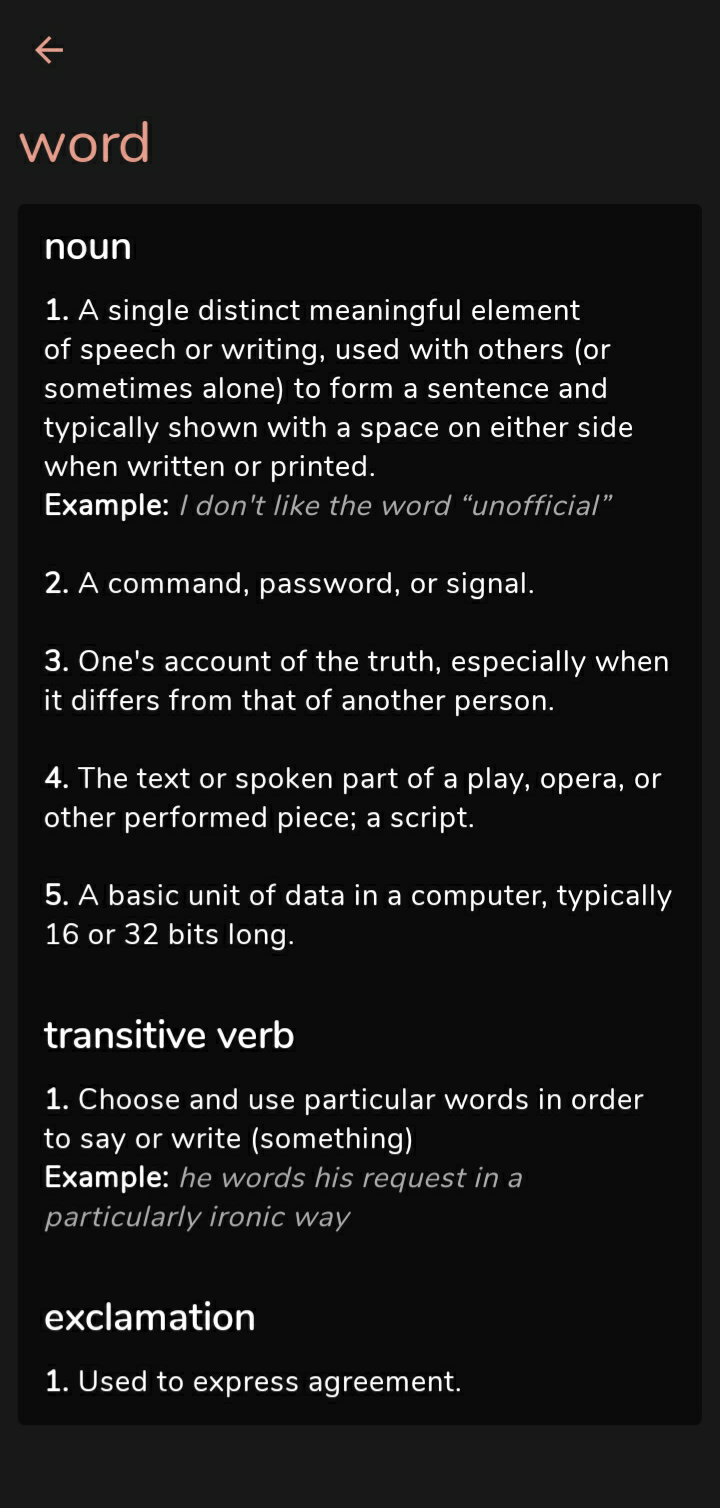 word
noun
1. A single distinct meaningful element
of speech or writing, used with others (or
sometimes alone) to form a sentence and
typically shown with a space on either side
when written or printed.
Example: I don't like the word “unofficial”
2. A command, password, or signal.
3. One's account of the truth, especially when
it differs from that of another person.
4. The text or spoken part of a play, opera, or
other performed piece; a script.
5. A basic unit of data in a computer, typically
16 or 32 bits long.
transitive verb
1. Choose and use particular words in order
to say or write (something)
Example: he words his request in a
particularly ironic way
exclamation
1. Used to express agreement.